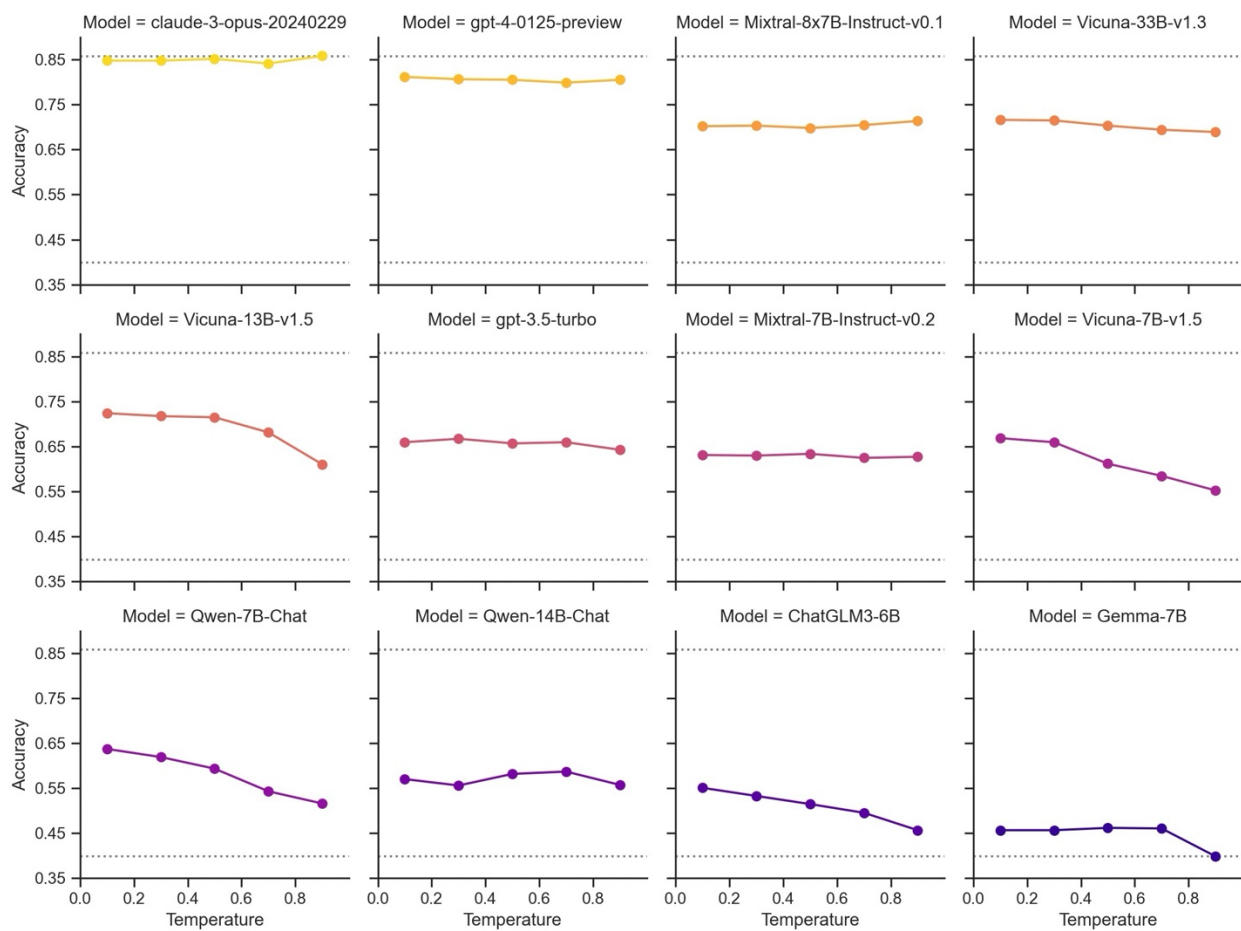 Model = claude-3-opus-20240229
Model = gpt-4-0125-preview
Model = Mixtral-8x7B-Instruct-v0.1
Model = Vicuna-33B-v1.3
0.85
0.75
0.65
0.55
0.45
0.35
Accuracy
Model = Vicuna-13B-v1.5
Model = gpt-3.5-turbo
Model = Mixtral-7B-Instruct-v0.2
Model = Vicuna-7B-v1.5
0.85
0.75
0.65
0.55
0.45
0.35
Accuracy
Model = Qwen-7B-Chat
Model = Qwen-14B-Chat
Model = ChatGLM3-6B
Model = Gemma-7B
0.85
0.75
0.65
0.55
0.45
0.35
Accuracy
0.0 0.2 0.4 0.6 0.8
Temperature
0.0 0.2 0.4 0.6 0.8
Temperature
0.0 0.2 0.4 0.6 0.8
Temperature
0.0 0.2 0.4 0.6 0.8
Temperature